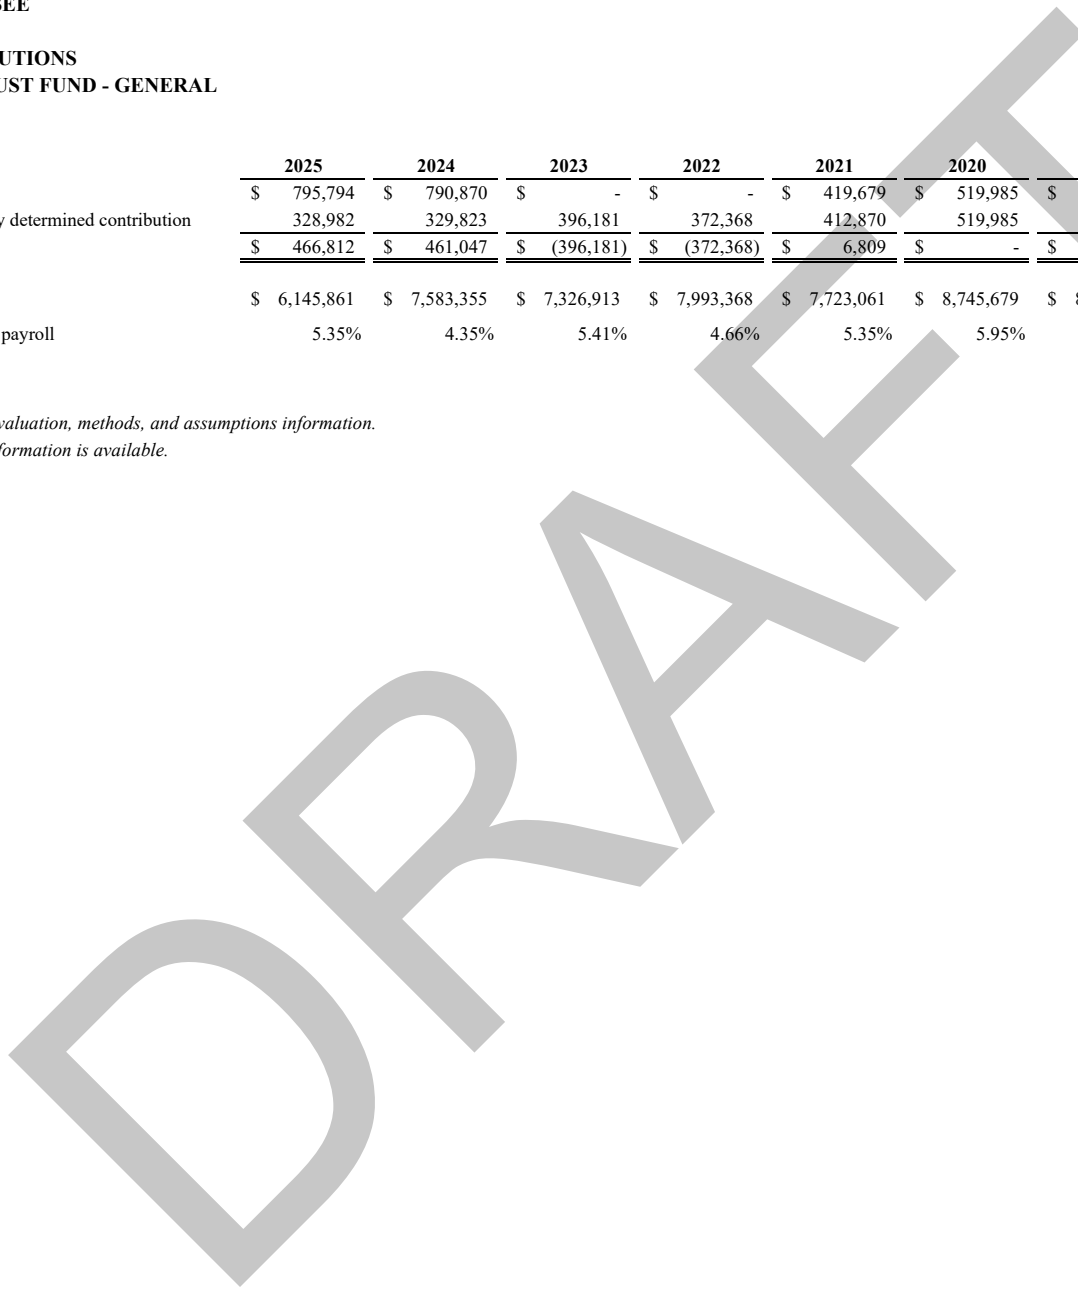 SEE
UTIONS
UST FUND - GENERAL
2025 2024 2023 2022 2021 2020
$ 795,794 $ 790,870 $ - $ - $ 419,679 $ 519,985 $
y determined contribution 328,982 329,823 396,181 372,368 412,870 519,985
$ 466,812 $ 461,047 $ (396,181) $ (372,368) $ 6,809 $ - $
$ 6,145,861 $ 7,583,355 $ 7,326,913 $ 7,993,368 $ 7,723,061 $ 8,745,679 $
payroll 5.35% 4.35% 5.41% 4.66% 5.35% 5.95%
valuation, methods, and assumptions information.
formation is available.
DRAFT